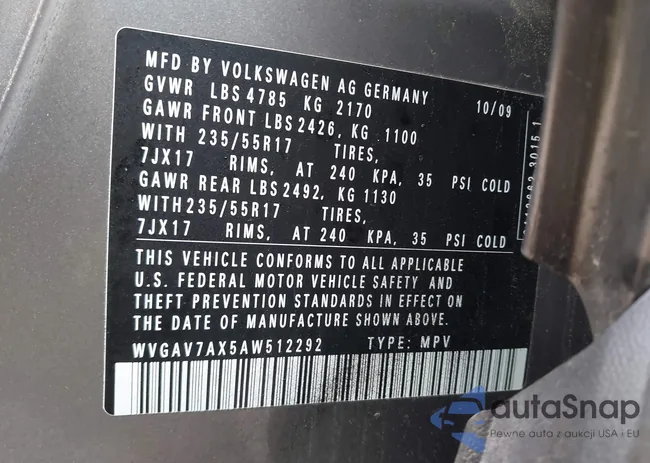 MFD BY VOLKSWAGEN AG GERMANY 10/09
GVWR LBS 4785 KG 2170
GAWR FRONT LBS 2426, KG 1100
WITH 235/55R17 TIRES,
7JX17 RIMS, AT 240 KPA, 35 PSI COLD
GAWR REAR LBS 2492, KG 1130
WITH 235/55R17 TIRES,
7JX17 RIMS, AT 240 KPA, 35 PSI COLD
THIS VEHICLE CONFORMS TO ALL APPLICABLE
U.S. FEDERAL MOTOR VEHICLE SAFETY AND
THEFT PREVENTION STANDARDS IN EFFECT ON
THE DATE OF MANUFACTURE SHOWN ABOVE.
WVGAV7AX5AW512292 TYPE: MPV
autaSnap
Pewne auta z aukcji USA i EU